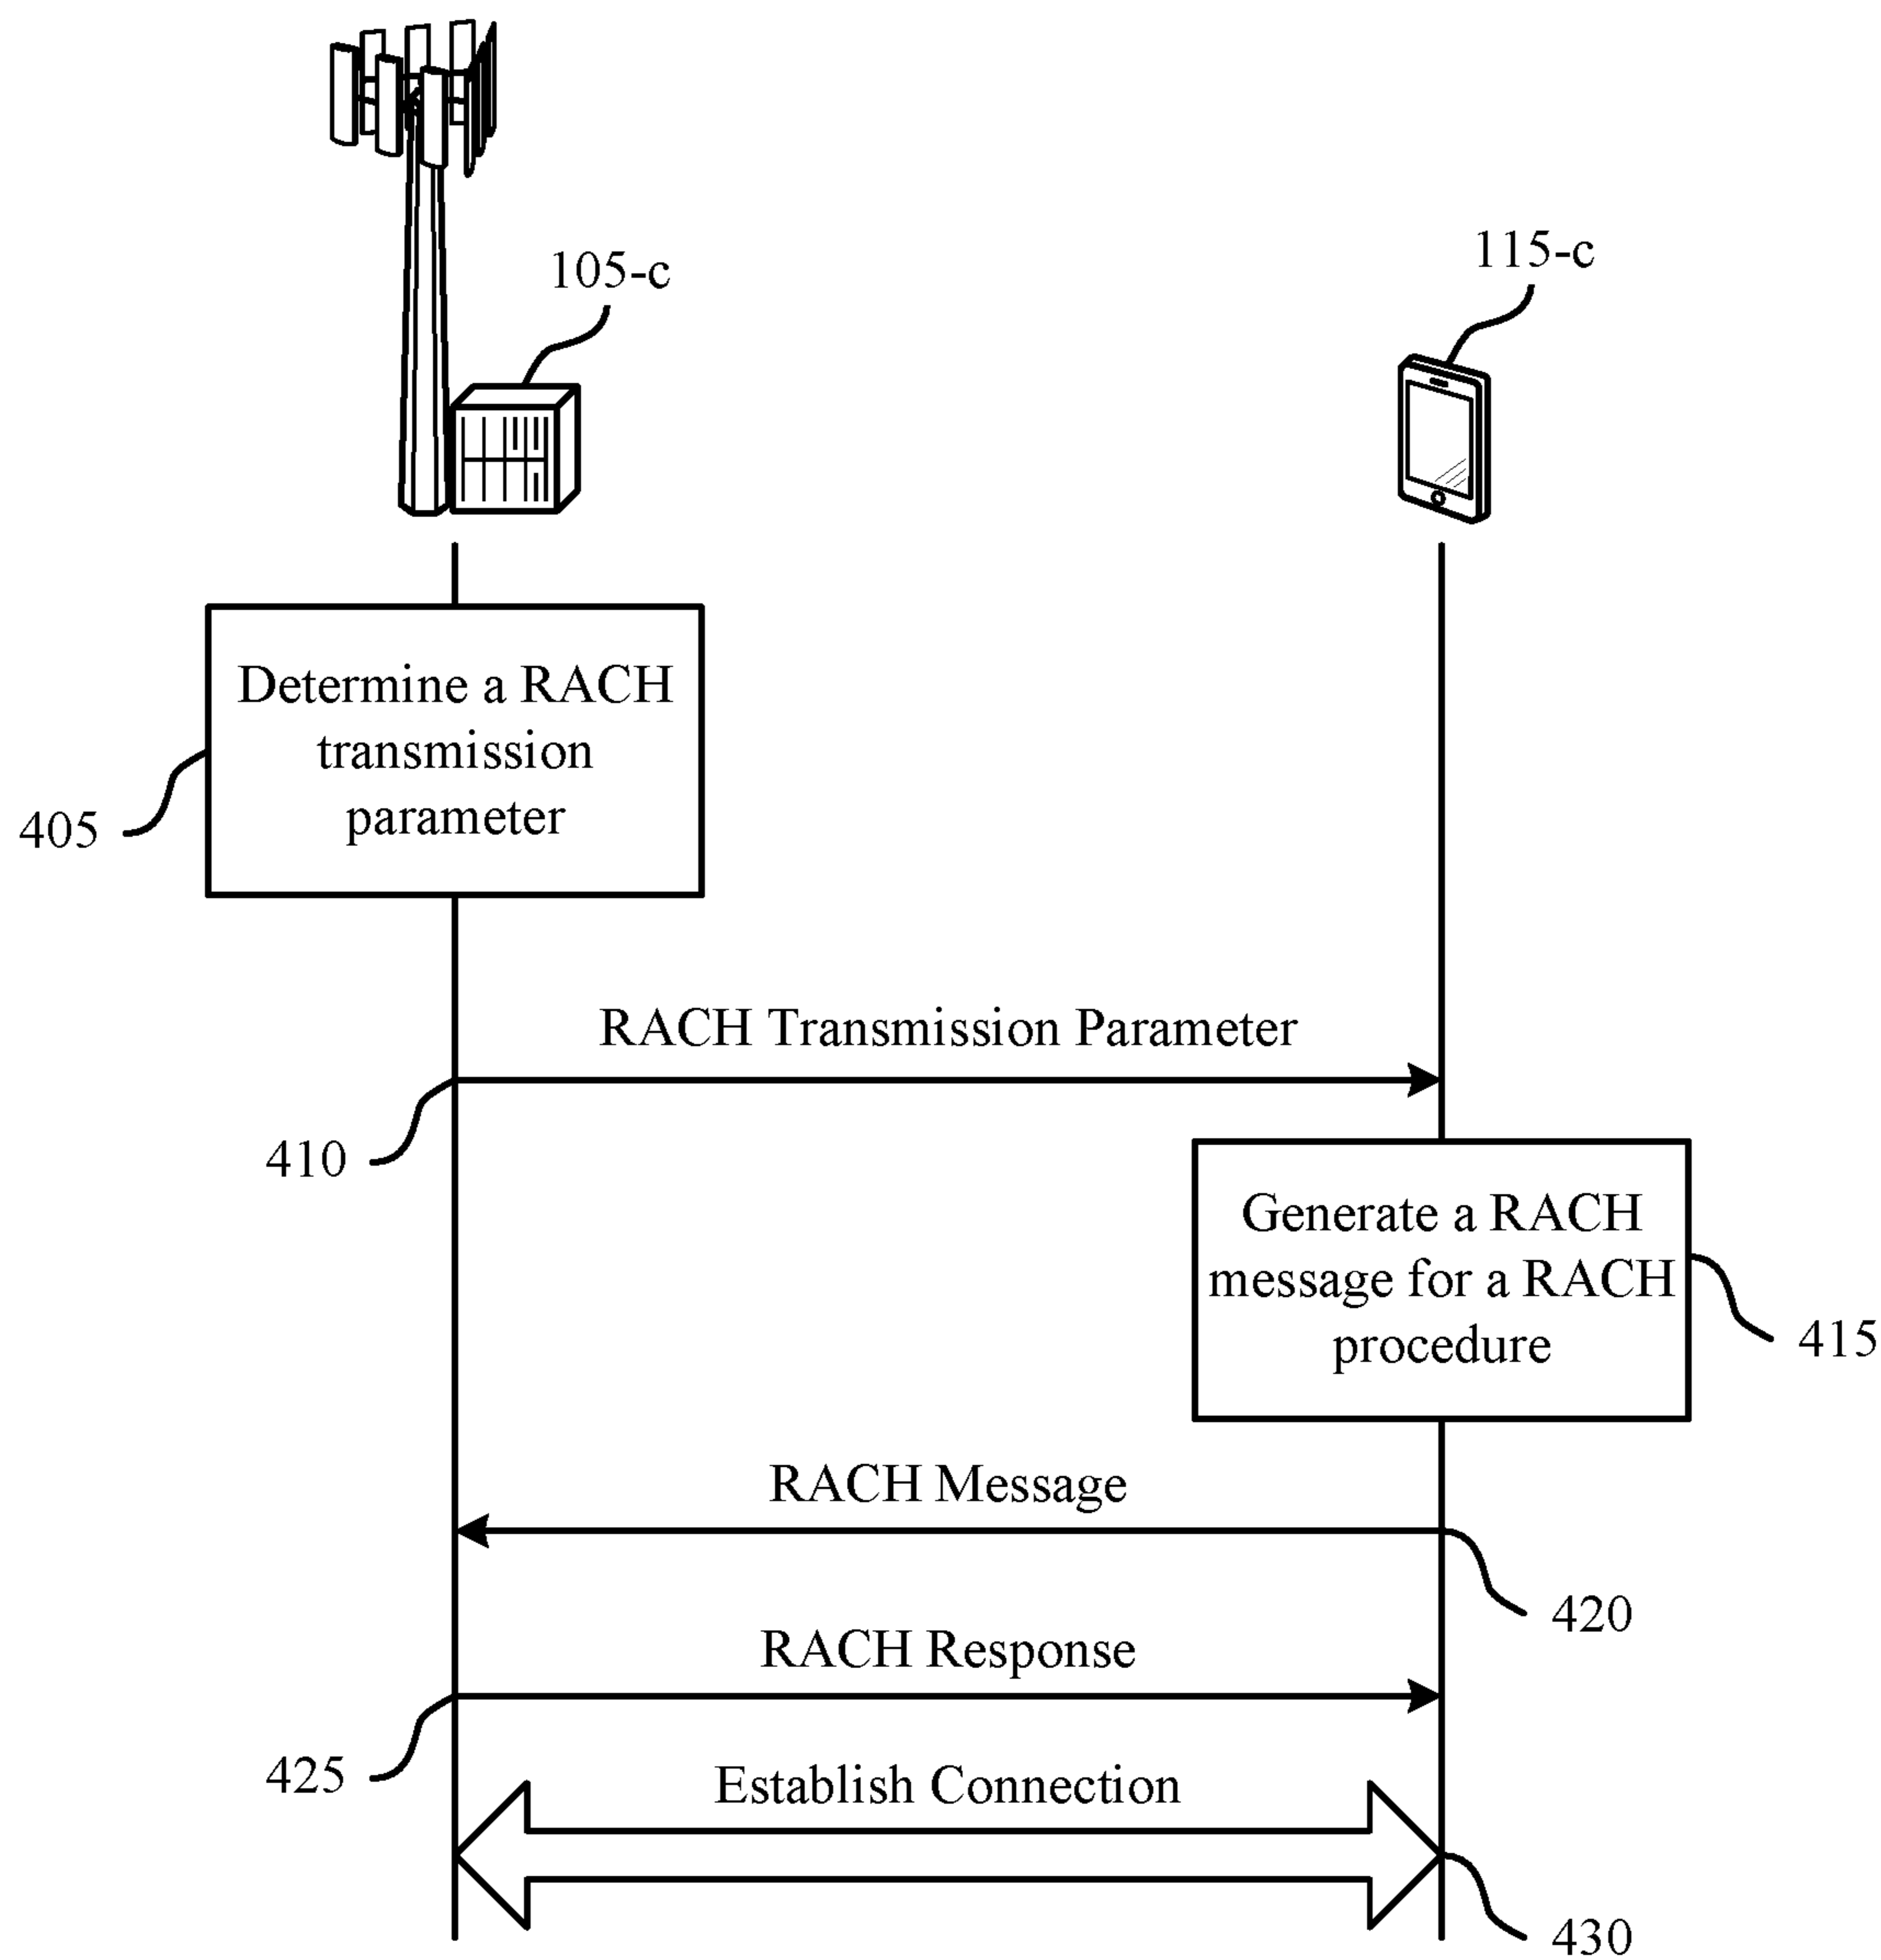 105-c
115-c
Determine a RACH
transmission
parameter
405
RACH Transmission Parameter
410
Generate a RACH
message for a RACH
procedure
415
RACH Message
420
RACH Response
425
Establish Connection
430